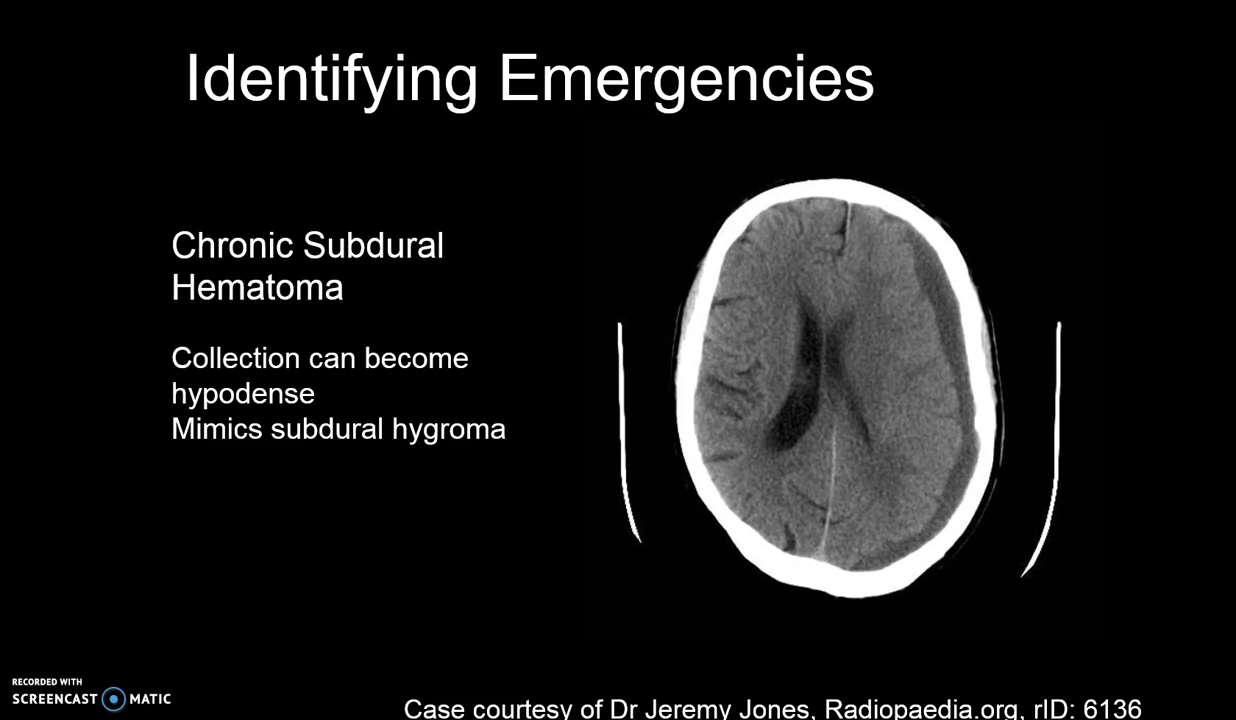 Identifying Emergencies
Chronic Subdural
Hematoma
Collection can become
hypodense
Mimics subdural hygroma
RECORDED WITH
SCREENCAST MATIC
Case courtesy of Dr Jeremy Jones, Radiopaedia.org, rID: 6136